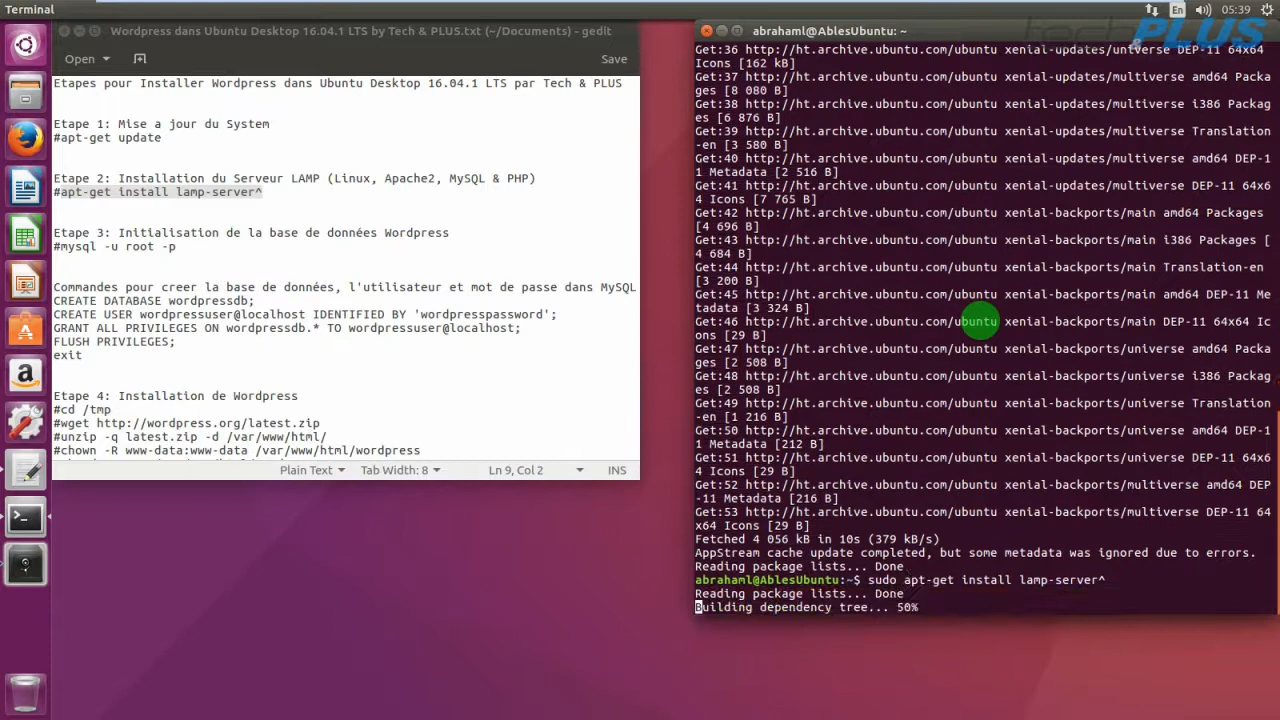 Terminal
En
05:39
Wordpress dans Ubuntu Desktop 16.04.1 LTS by Tech & PLUS.txt (~/Documents) - gedit
Open
Save
Etapes pour Installer Wordpress dans Ubuntu Desktop 16.04.1 LTS par Tech & PLUS
Etape 1: Mise a jour du System
#apt-get update
Etape 2: Installation du Serveur LAMP (Linux, Apache2, MySQL & PHP)
#apt-get install lamp-server^
Etape 3: Initialisation de la base de données Wordpress
#mysql -u root -p
Commandes pour creer la base de données, l'utilisateur et mot de passe dans MySQL
CREATE DATABASE wordpressdb;
CREATE USER wordpressuser@localhost IDENTIFIED BY 'wordpresspassword';
GRANT ALL PRIVILEGES ON wordpressdb.* TO wordpressuser@localhost;
FLUSH PRIVILEGES;
exit
Etape 4: Installation de Wordpress
#cd /tmp
#wget http://wordpress.org/latest.zip
#unzip -q latest.zip -d /var/www/html/
#chown -R www-data:www-data /var/www/html/wordpress
Plain Text
Tab Width: 8
Ln 9, Col 2
INS
tech PLUS
abrahaml@AblesUbuntu: ~
Get:36 http://ht.archive.ubuntu.com/ubuntu xenial-updates/universe DEP-11 64x64
Icons [162 kB]
Get:37 http://ht.archive.ubuntu.com/ubuntu xenial-updates/multiverse amd64 Packa
ges [8 080 B]
Get:38 http://ht.archive.ubuntu.com/ubuntu xenial-updates/multiverse i386 Packag
es [6 876 B]
Get:39 http://ht.archive.ubuntu.com/ubuntu xenial-updates/multiverse Translation
-en [3 580 B]
Get:40 http://ht.archive.ubuntu.com/ubuntu xenial-updates/multiverse amd64 DEP-1
1 Metadata [2 516 B]
Get:41 http://ht.archive.ubuntu.com/ubuntu xenial-updates/multiverse DEP-11 64x6
4 Icons [7 765 B]
Get:42 http://ht.archive.ubuntu.com/ubuntu xenial-backports/main amd64 Packages
[4 696 B]
Get:43 http://ht.archive.ubuntu.com/ubuntu xenial-backports/main i386 Packages [
4 684 B]
Get:44 http://ht.archive.ubuntu.com/ubuntu xenial-backports/main Translation-en
[3 200 B]
Get:45 http://ht.archive.ubuntu.com/ubuntu xenial-backports/main amd64 DEP-11 Me
tadata [3 324 B]
Get:46 http://ht.archive.ubuntu.com/ubuntu xenial-backports/main DEP-11 64x64 Ic
ons [29 B]
Get:47 http://ht.archive.ubuntu.com/ubuntu xenial-backports/universe amd64 Packa
ges [2 508 B]
Get:48 http://ht.archive.ubuntu.com/ubuntu xenial-backports/universe i386 Packag
es [2 508 B]
Get:49 http://ht.archive.ubuntu.com/ubuntu xenial-backports/universe Translation
-en [1 216 B]
Get:50 http://ht.archive.ubuntu.com/ubuntu xenial-backports/universe amd64 DEP-1
1 Metadata [212 B]
Get:51 http://ht.archive.ubuntu.com/ubuntu xenial-backports/universe DEP-11 64x6
4 Icons [29 B]
Get:52 http://ht.archive.ubuntu.com/ubuntu xenial-backports/multiverse amd64 DEP
-11 Metadata [216 B]
Get:53 http://ht.archive.ubuntu.com/ubuntu xenial-backports/multiverse DEP-11 64
x64 Icons [29 B]
Fetched 4 056 kB in 10s (379 kB/s)
AppStream cache update completed, but some metadata was ignored due to errors.
Reading package lists... Done
abrahaml@AblesUbuntu:~$ sudo apt-get install lamp-server^
Reading package lists... Done
Building dependency tree... 50%